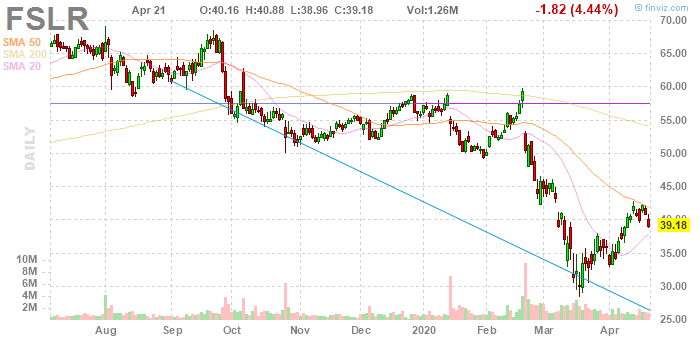 © finviz.com
FSLR Apr 21 O:40.16 H:40.88 L:38.96 C:39.18 Vol:1.26M -1.82 (4.44%)
SMA 50
SMA 200
SMA 20
DAILY
70.00
65.00
60.00
55.00
50.00
45.00
40.00
39.18
35.00
30.00
25.00
10M
8M
6M
4M
2M
Aug Sep Oct Nov Dec 2020 Feb Mar Apr